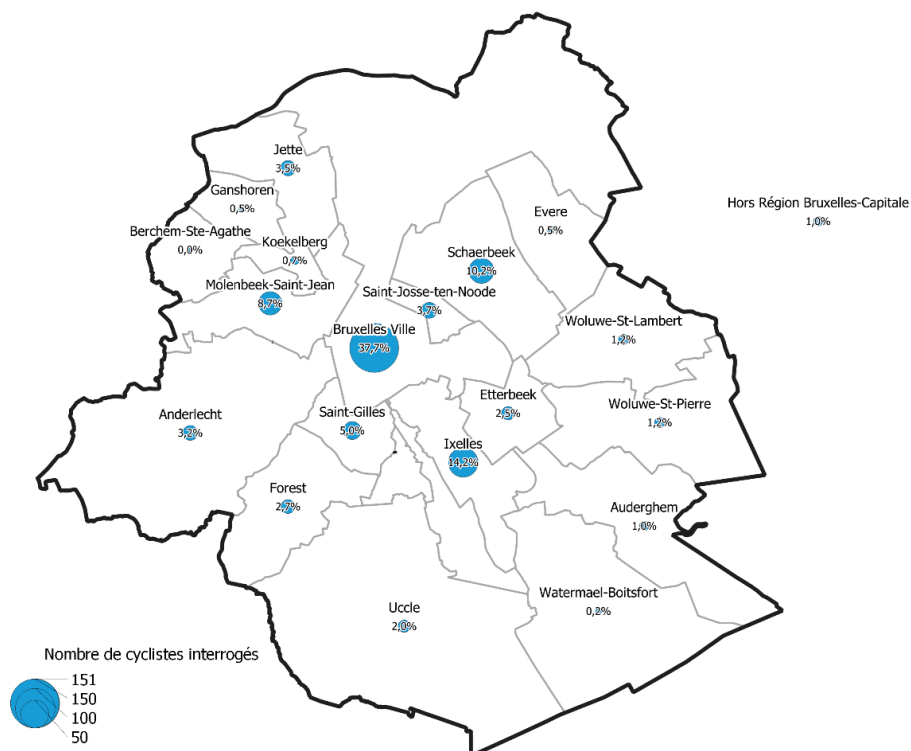 Jette
3,5%
Ganshoren
0,5%
Evere
0,5%
Hors Région Bruxelles-Capitale
1,0%
Berchem-Ste-Agathe
0,0%
Koekelberg
0,7%
Schaerbeek
10,2%
Molenbeek-Saint-Jean
8,7%
Saint-Josse-ten-Noode
3,7%
Bruxelles Ville
37,7%
Woluwe-St-Lambert
1,2%
Etterbeek
2,5%
Woluwe-St-Pierre
1,2%
Anderlecht
3,2%
Saint-Gilles
5,0%
Ixelles
14,2%
Forest
2,7%
Auderghem
1,0%
Watermael-Boitsfort
0,2%
Uccle
2,0%
Nombre de cyclistes interrogés
151
150
100
50